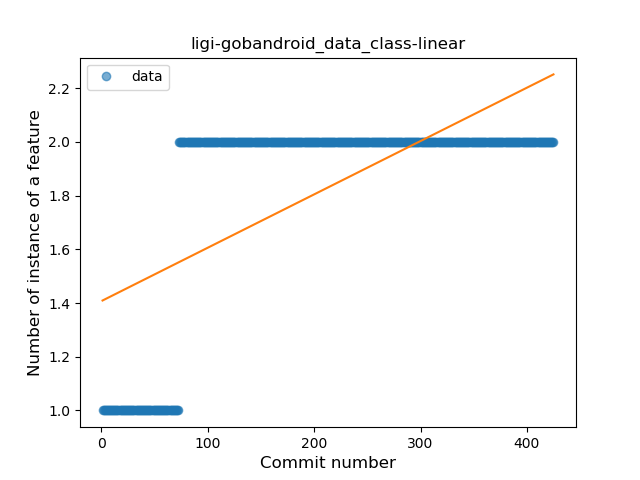 ligi-gobandroid_data_class-linear
data
Number of instance of a feature
2.2
2.0
1.8
1.6
1.4
1.2
1.0
0 100 200 300 400
Commit number